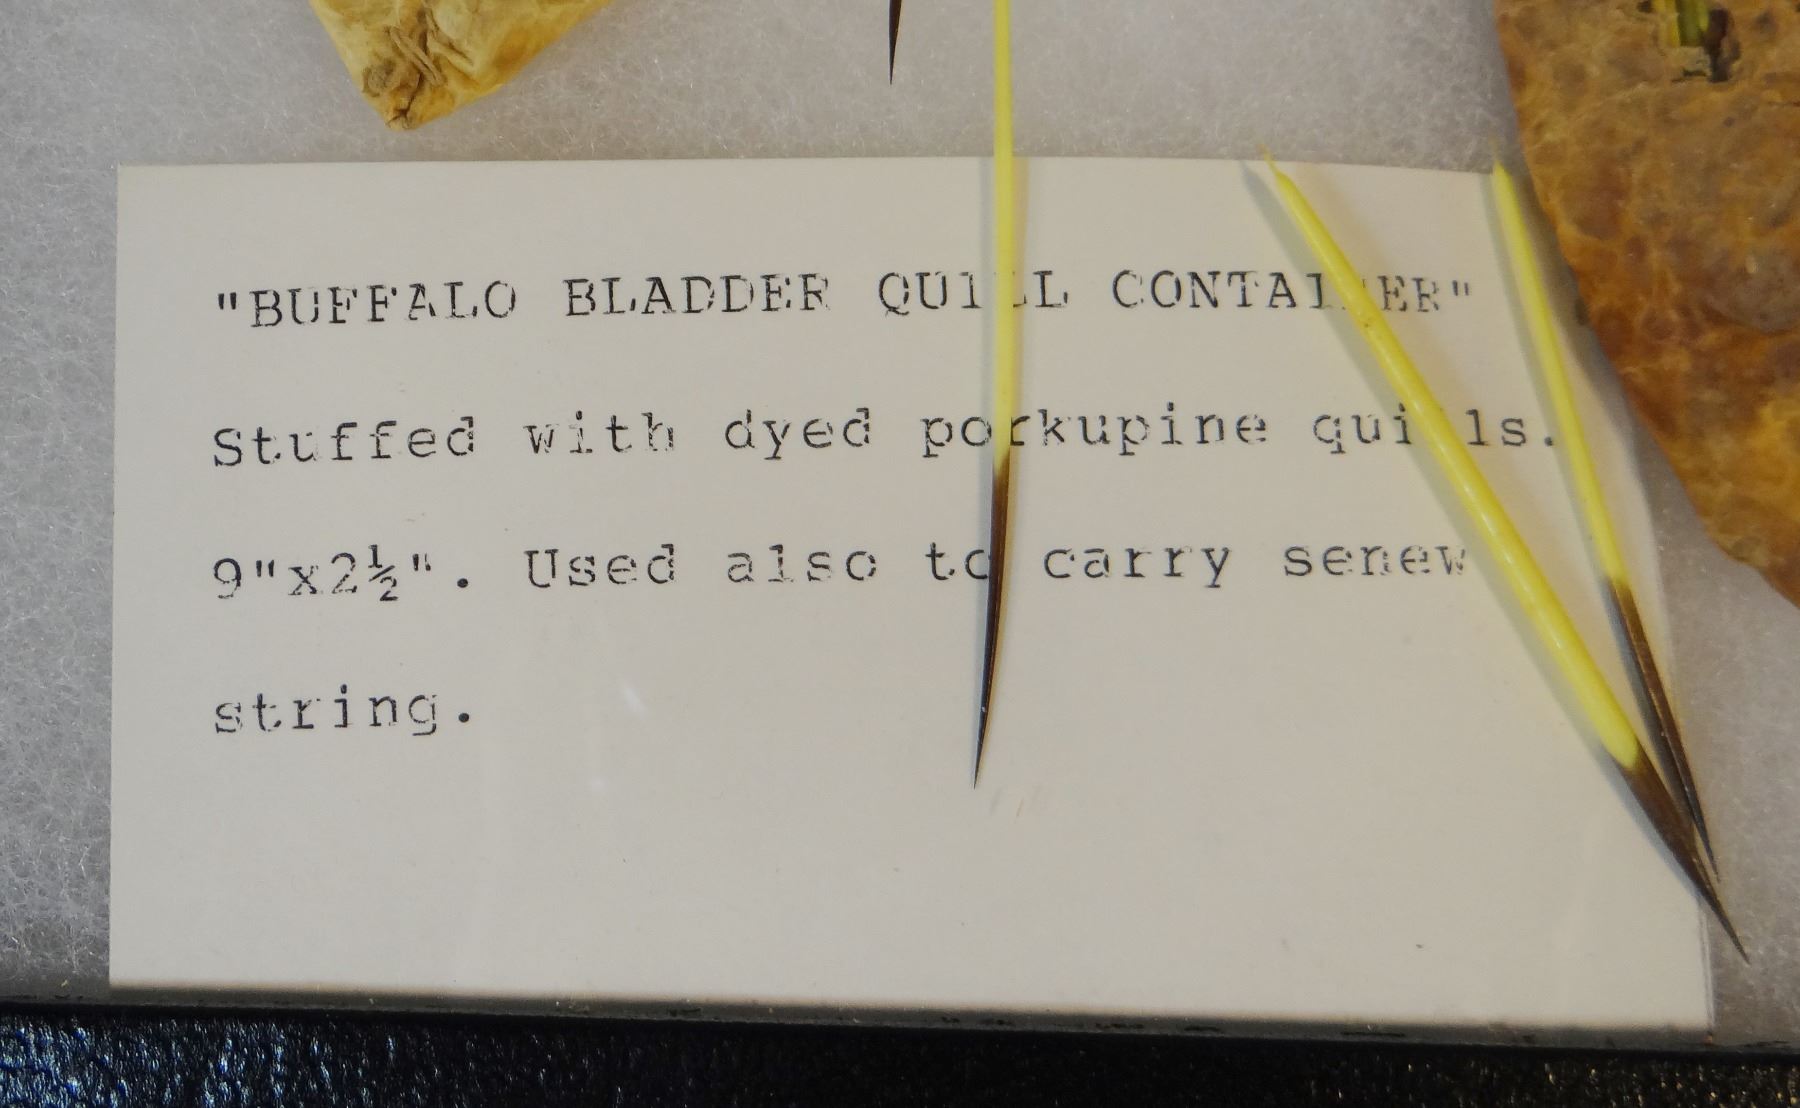 "BUFFALO BLADDER QUILL CONTAINER"
Stuffed with dyed porkupine quills.
9"x2½". Used also to carry senew
string.